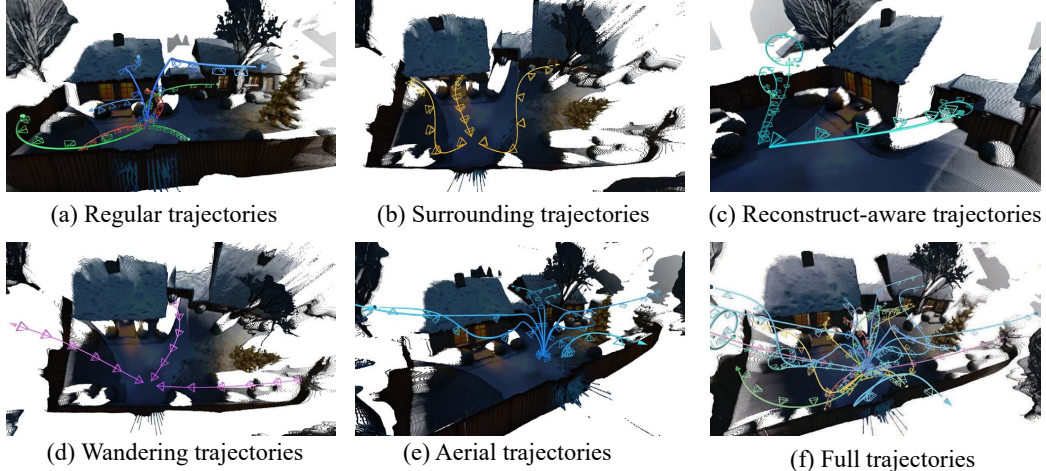 (a) Regular trajectories
(b) Surrounding trajectories
(c) Reconstruct-aware trajectories
(d) Wandering trajectories
(e) Aerial trajectories
(f) Full trajectories